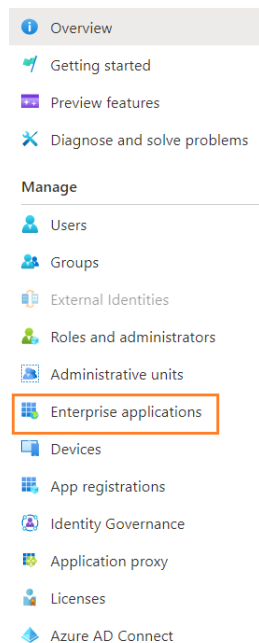 Overview
Getting started
Preview features
Diagnose and solve problems
Manage
Users
Groups
External Identities
Roles and administrators
Administrative units
Enterprise applications
Devices
App registrations
Identity Governance
Application proxy
Licenses
Azure AD Connect